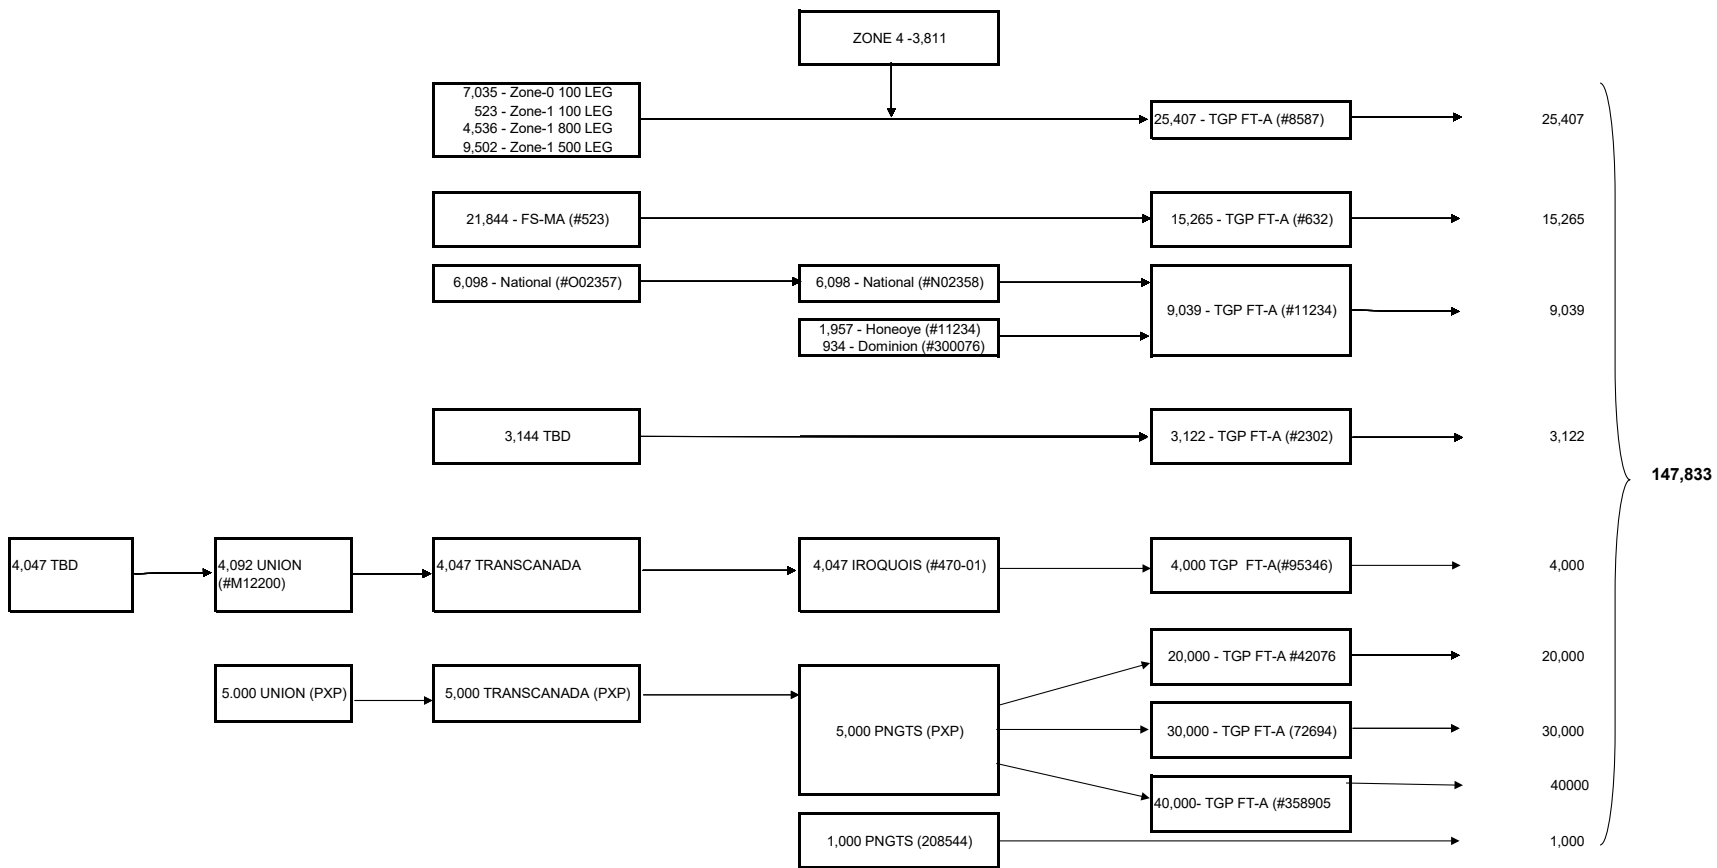 ZONE 4 -3,811
7,035 - Zone-0 100 LEG
523 - Zone-1 100 LEG
4,536 - Zone-1 800 LEG
9,502 - Zone-1 500 LEG
25,407 - TGP FT-A (#8587)
25,407
21,844 - FS-MA (#523)
15,265 - TGP FT-A (#632)
15,265
6,098 - National (#O02357)
6,098 - National (#N02358)
1,957 - Honeoye (#11234)
934 - Dominion (#300076)
9,039 - TGP FT-A (#11234)
9,039
3,144 TBD
3,122 - TGP FT-A (#2302)
3,122
147,833
4,047 TBD
4,092 UNION
(#M12200)
4,047 TRANSCANADA
4,047 IROQUOIS (#470-01)
4,000 TGP  FT-A(#95346)
4,000
5.000 UNION (PXP)
5,000 TRANSCANADA (PXP)
5,000 PNGTS (PXP)
20,000 - TGP FT-A #42076
20,000
30,000 - TGP FT-A (72694)
30,000
40,000- TGP FT-A (#358905
40000
1,000 PNGTS (208544)
1,000